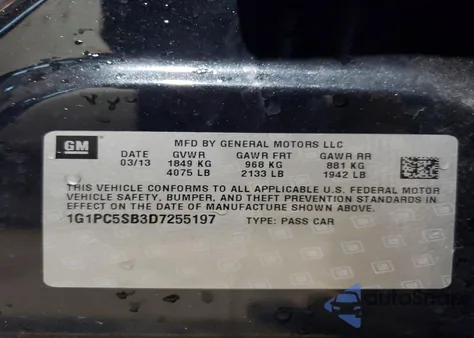 GM
MFD BY GENERAL MOTORS LLC
DATE GVWR GAWR FRT GAWR RR
03/13 1849 KG 968 KG 881 KG
4075 LB 2133 LB 1942 LB
THIS VEHICLE CONFORMS TO ALL APPLICABLE U.S. FEDERAL MOTOR
VEHICLE SAFETY, BUMPER, AND THEFT PREVENTION STANDARDS IN
EFFECT ON THE DATE OF MANUFACTURE SHOWN ABOVE.
1G1PC5SB3D7255197 TYPE: PASS CAR